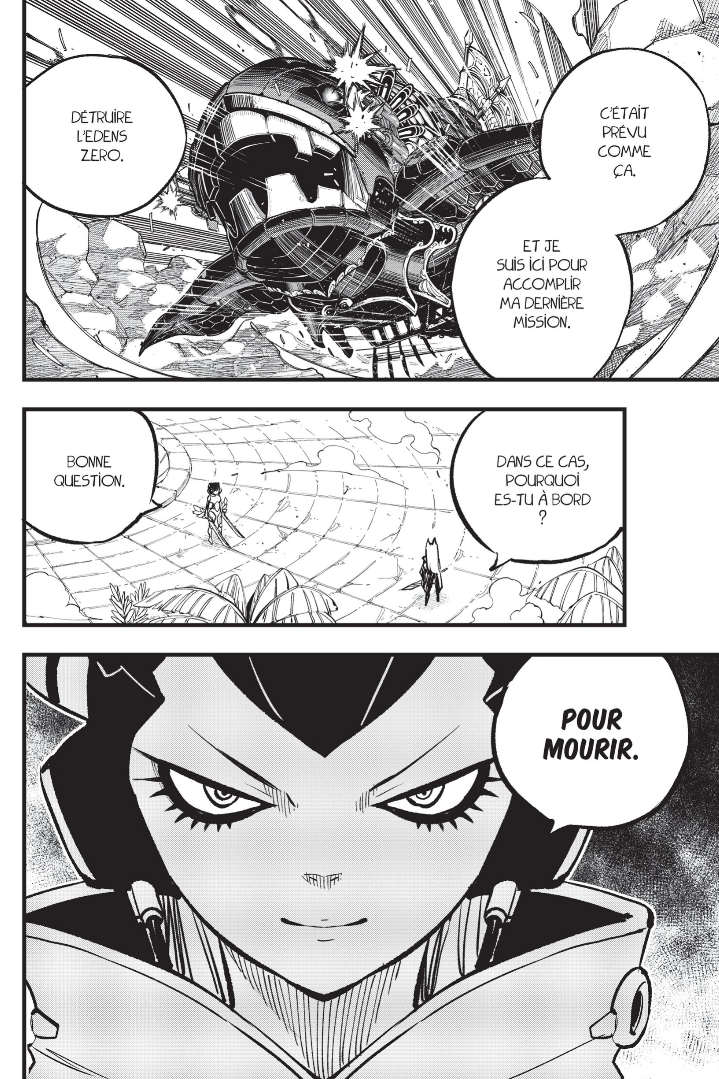 C'ÉTAIT
PRÉVU
COMME
ÇA.
ET JE
SUIS ICI POUR
ACCOMPLIR
MA DERNIÈRE
MISSION.
DÉTRUIRE
L'EDENS
ZERO.
DANS CE CAS,
POURQUOI
ES-TU À BORD
?
BONNE
QUESTION.
POUR
MOURIR.